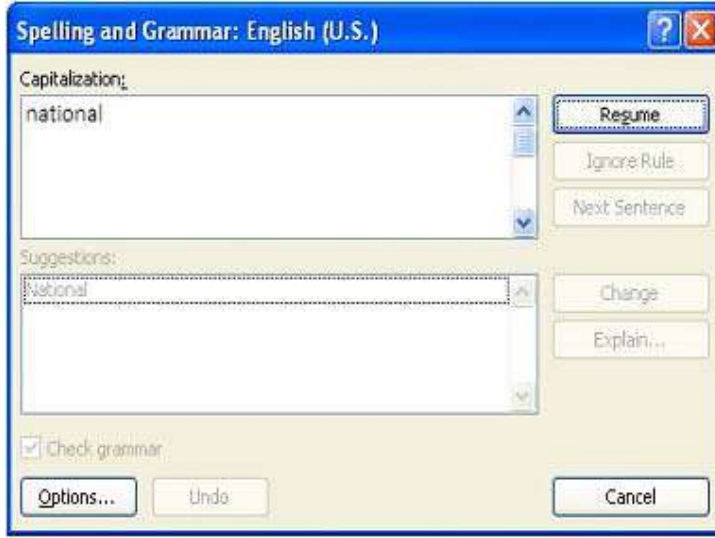 Spelling and Grammar: English (U.S.)
Capitalization:
national
Resume
Ignore Rule
Next Sentence
Suggestions:
National
Change
Explain...
Check grammar
Options...
Undo
Cancel